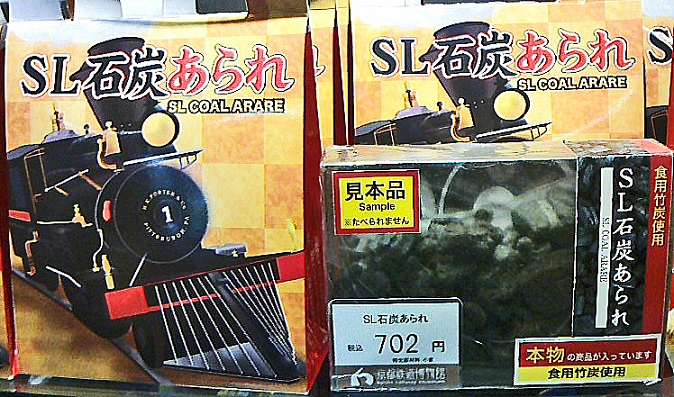 SL石炭あられ
SL COAL ARARE
H.K. PORTER & CO
1
PITTSBURGH, PA.
SL石炭あられ
SL COAL ARARE
S
見本品
Sample
※たべられません
食用竹炭使用
SL石炭あられ
SL COAL ARARE
SL石炭あられ
税込 702 円
京都鉄道博物館
本物の商品が入っています
食用竹炭使用